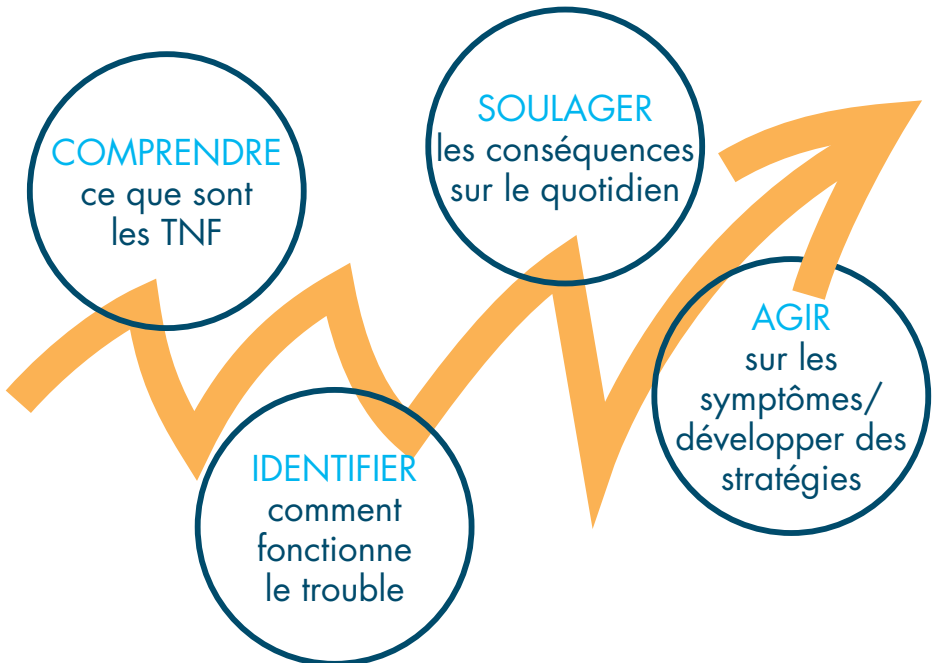 COMPRENDRE
ce que sont
les TNF
IDENTIFIER
comment
fonctionne
le trouble
SOULAGER
les conséquences
sur le quotidien
AGIR
sur les
symptômes/
développer des
stratégies